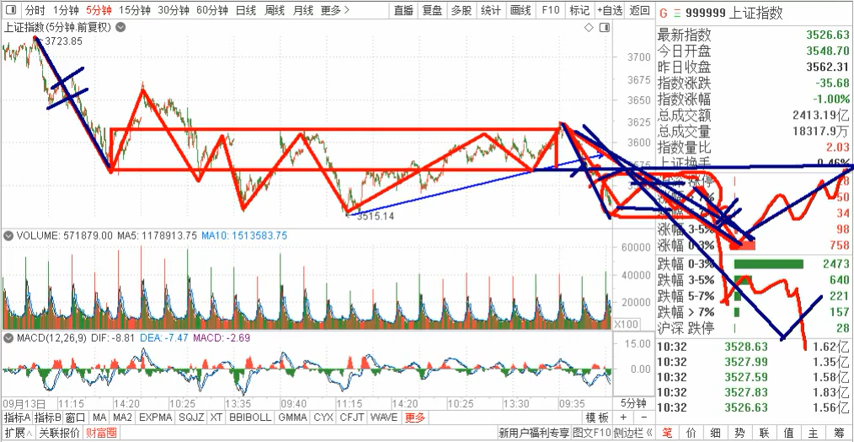 分时 1分钟 5分钟 15分钟 30分钟 60分钟 日线 周线 月线 更多 直播 复盘 多股 统计 画线 F10 标记 +自选 返回 G 三 999999 上证指数
上证指数(5分钟.前复权)
3723.85
3700
3675
3650
3625
3600
3515.14
最新指数 3526.63
今日开盘 3548.70
昨日收盘 3562.31
指数涨跌 -35.68
指数涨幅 -1.00%
总成交额 2413.19亿
总成交量 18317.9万
指数量比 2.03
上证换手 0.46%
50
34
涨幅 3-5% 98
涨幅 0-3% 758
跌幅 0-3% 2473
跌幅 3-5% 640
跌幅 5-7% 221
跌幅 > 7% 157
沪深 跌停 28
VOLUME: 571879.00 MA5: 1178913.75 MA10: 1513583.75
60000
40000
20000
X100
MACD(12,26,9) DIF: -8.81 DEA: -7.47 MACD: -2.69
15.00
0.00
10:32 3528.63 1.62亿
10:32 3527.99 1.35亿
10:32 3527.59 1.58亿
10:32 3527.83 1.83亿
10:32 3526.63 1.56亿
09月13日 11:15 14:20 10:25 13:35 09:40 11:15 14:20 10:25 09:35 5分钟
指标A 指标B 窗口 MA MA2 EXPMA SQJZ XT BBIBOLL GMMA CYX CFJT WAVE 更多 模板 + −
扩展∧ 关联报价 财富圈 新用户福利专享 图文F10 侧边栏《 笔 价 细 势 联 值 主 筹